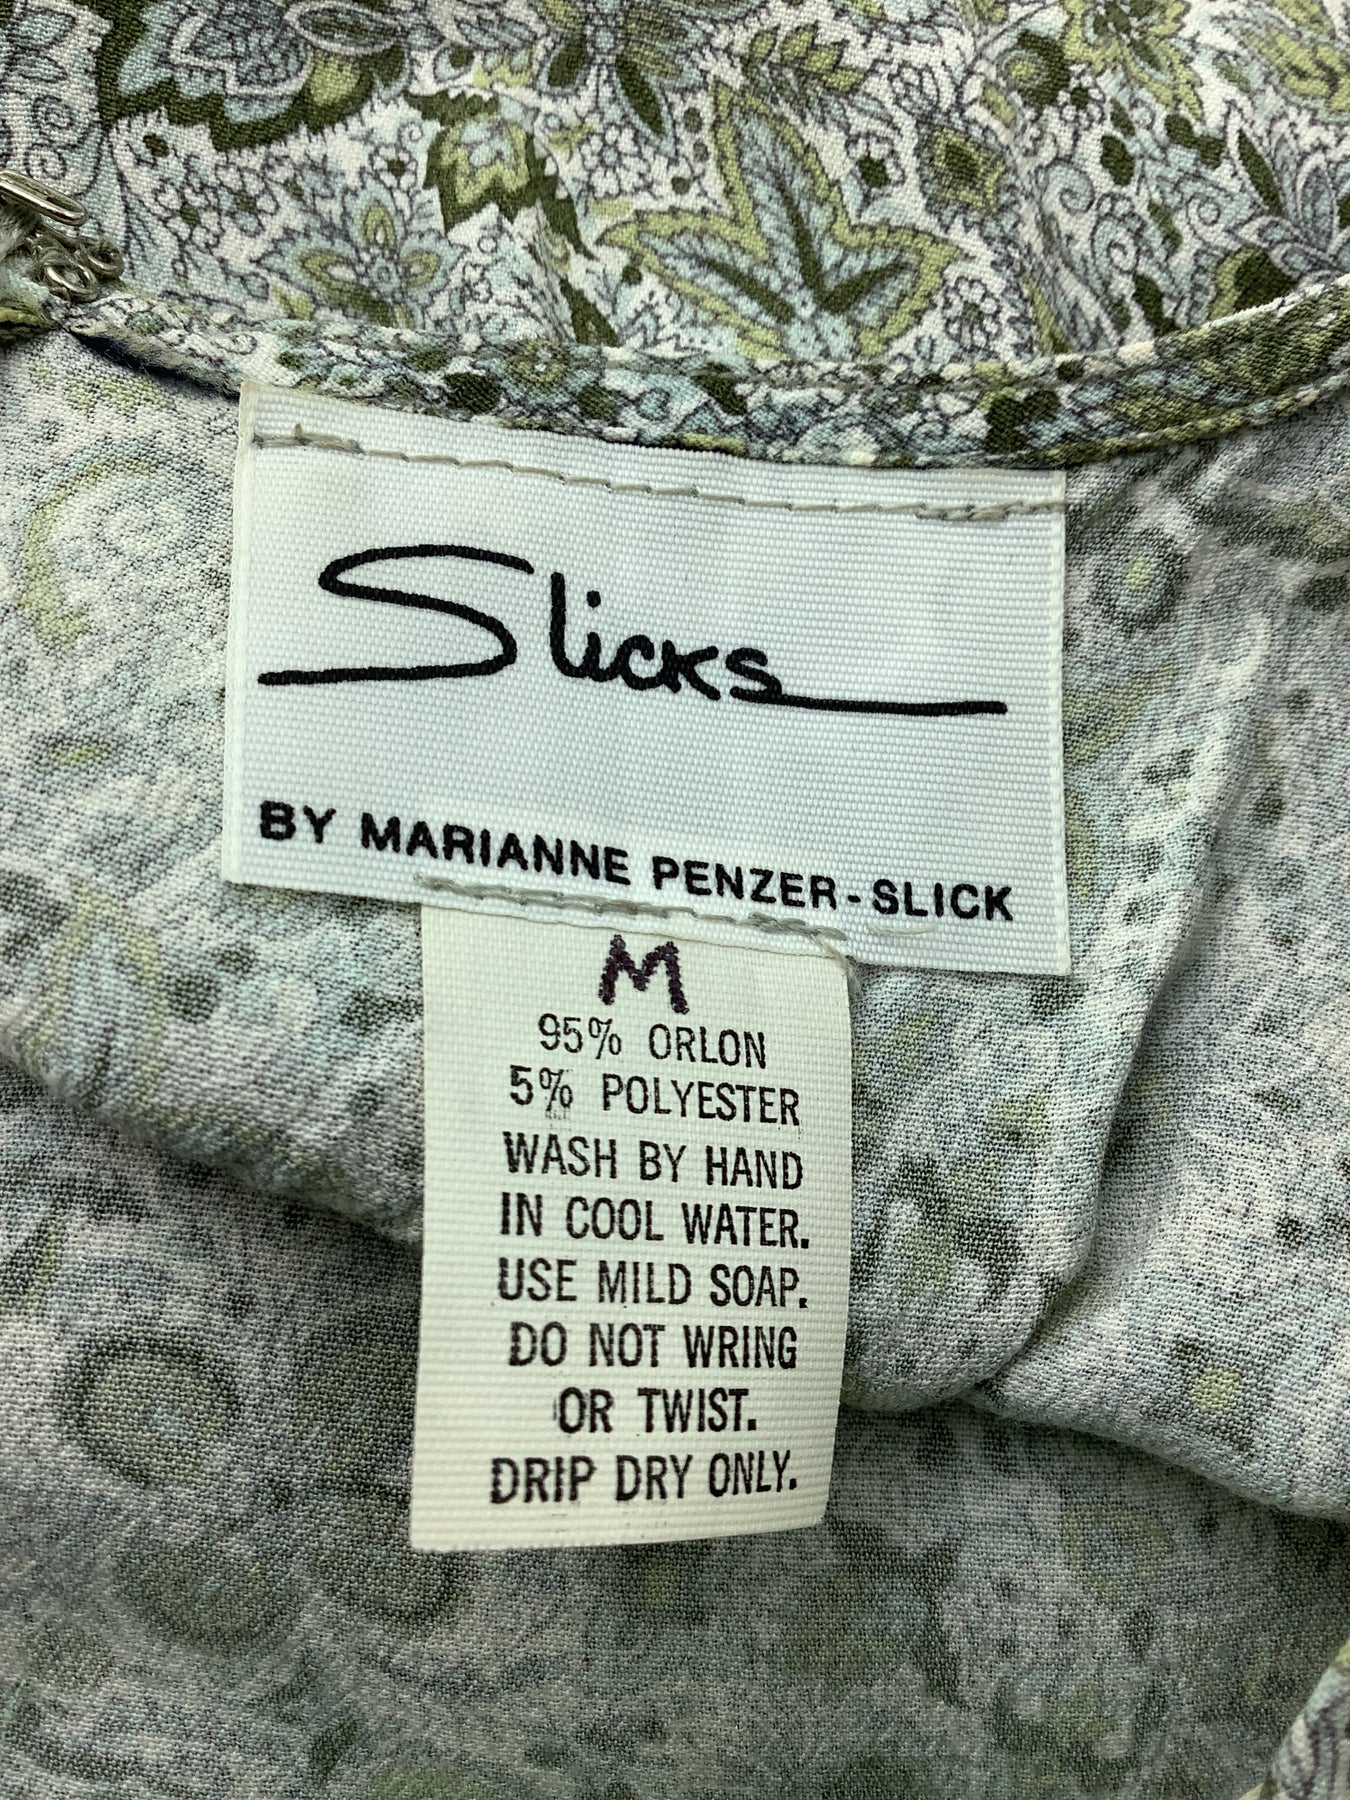 Slicks
BY MARIANNE PENZER-SLICK
M
95% ORLON
5% POLYESTER
WASH BY HAND
IN COOL WATER.
USE MILD SOAP.
DO NOT WRING
OR TWIST.
DRIP DRY ONLY.